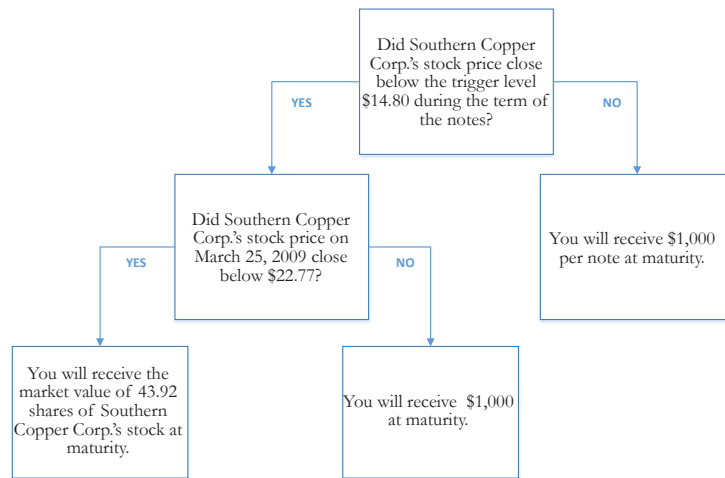 Did Southern Copper
Corp.'s stock price close
below the trigger level
$14.80 during the term of
the notes?
YES
NO
Did Southern Copper
Corp.'s stock price on
March 25, 2009 close
below $22.77?
You will receive $1,000
per note at maturity.
YES
NO
You will receive the
market value of 43.92
shares of Southern
Copper Corp.'s stock at
maturity.
You will receive $1,000
at maturity.